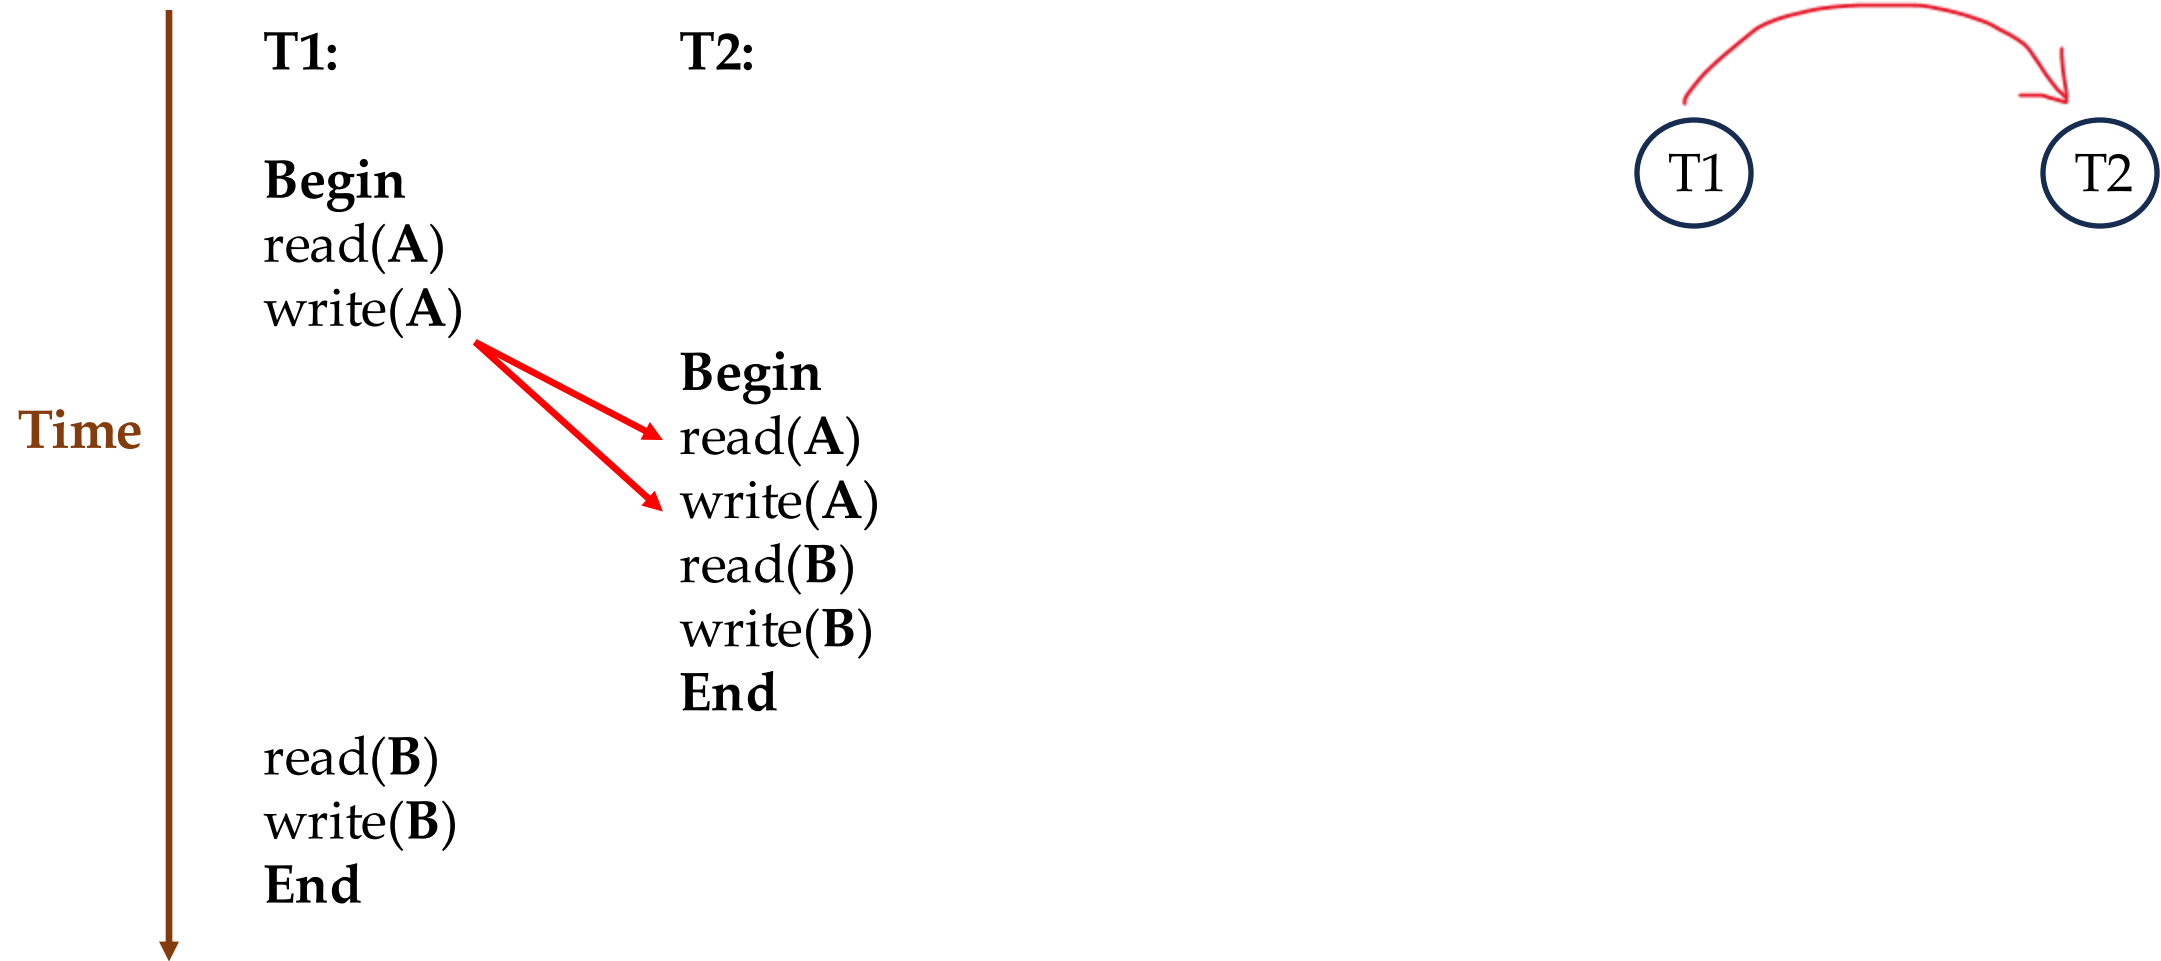 T1:
T2:
Begin
read(A)
write(A)
Begin
read(A)
write(A)
read(B)
write(B)
End
read(B)
write(B)
End
Time
T1
T2